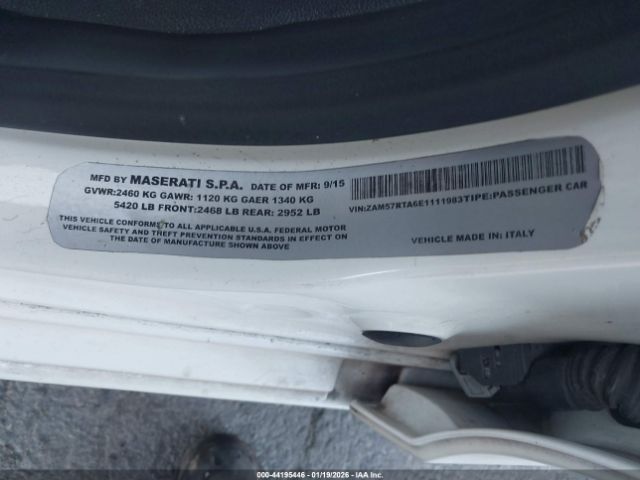 MFD BY MASERATI S.P.A. DATE OF MFR: 9/15
GVWR:2460 KG GAWR: 1120 KG GAER 1340 KG
5420 LB FRONT:2468 LB REAR: 2952 LB
THIS VEHICLE CONFORMS TO ALL APPLICABLE U.S.A. FEDERAL MOTOR
VEHICLE SAFETY AND THEFT PREVENTION STANDARDS IN EFFECT ON
THE DATE OF MANUFACTURE SHOWN ABOVE
VIN:ZAM57RTA6E1111983TIPE:PASSENGER CAR
VEHICLE MADE IN: ITALY
000-44195446 - 01/19/2026 - IAA Inc.